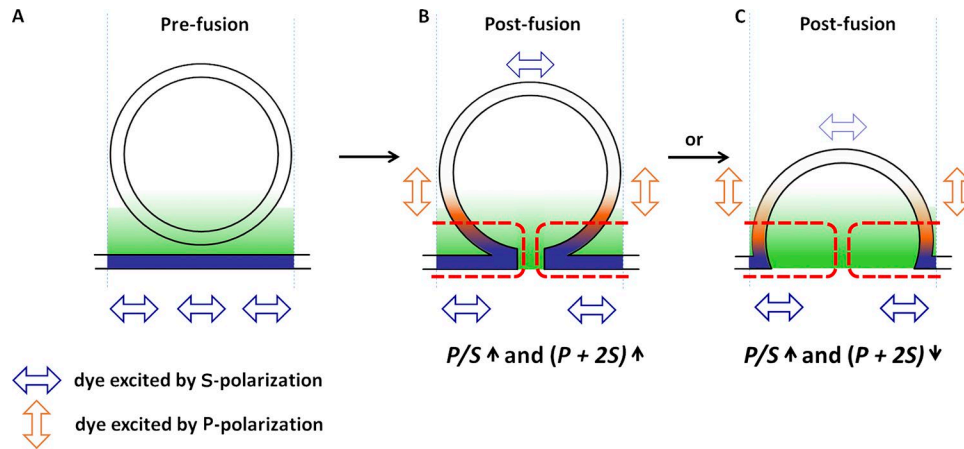 A
Pre-fusion
B
Post-fusion
or
C
Post-fusion
P/S ↑ and (P + 2S) ↑
P/S ↑ and (P + 2S) ↓
dye excited by S-polarization
dye excited by P-polarization